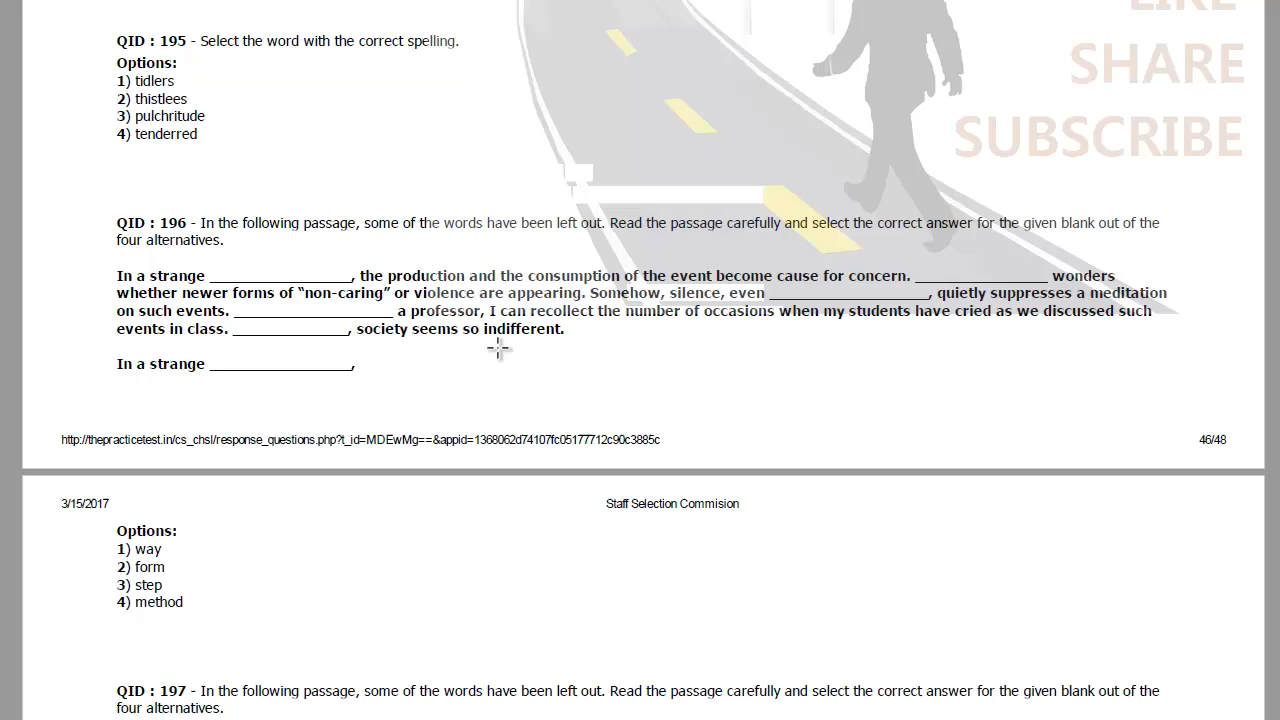 LIKE
SHARE
SUBSCRIBE
QID : 195 - Select the word with the correct spelling.
Options:
1) tidlers
2) thistlees
3) pulchritude
4) tenderred
QID : 196 - In the following passage, some of the words have been left out. Read the passage carefully and select the correct answer for the given blank out of the
four alternatives.
In a strange ___________________, the production and the consumption of the event become cause for concern. __________________ wonders
whether newer forms of “non-caring” or violence are appearing. Somehow, silence, even _____________________, quietly suppresses a meditation
on such events. _____________________ a professor, I can recollect the number of occasions when my students have cried as we discussed such
events in class. ________________, society seems so indifferent.
In a strange ___________________,
http://thepracticetest.in/cs_chsl/response_questions.php?t_id=MDEwMg==&appid=1368062d74107fc05177712c90c3885c 46/48
3/15/2017 Staff Selection Commision
Options:
1) way
2) form
3) step
4) method
QID : 197 - In the following passage, some of the words have been left out. Read the passage carefully and select the correct answer for the given blank out of the
four alternatives.